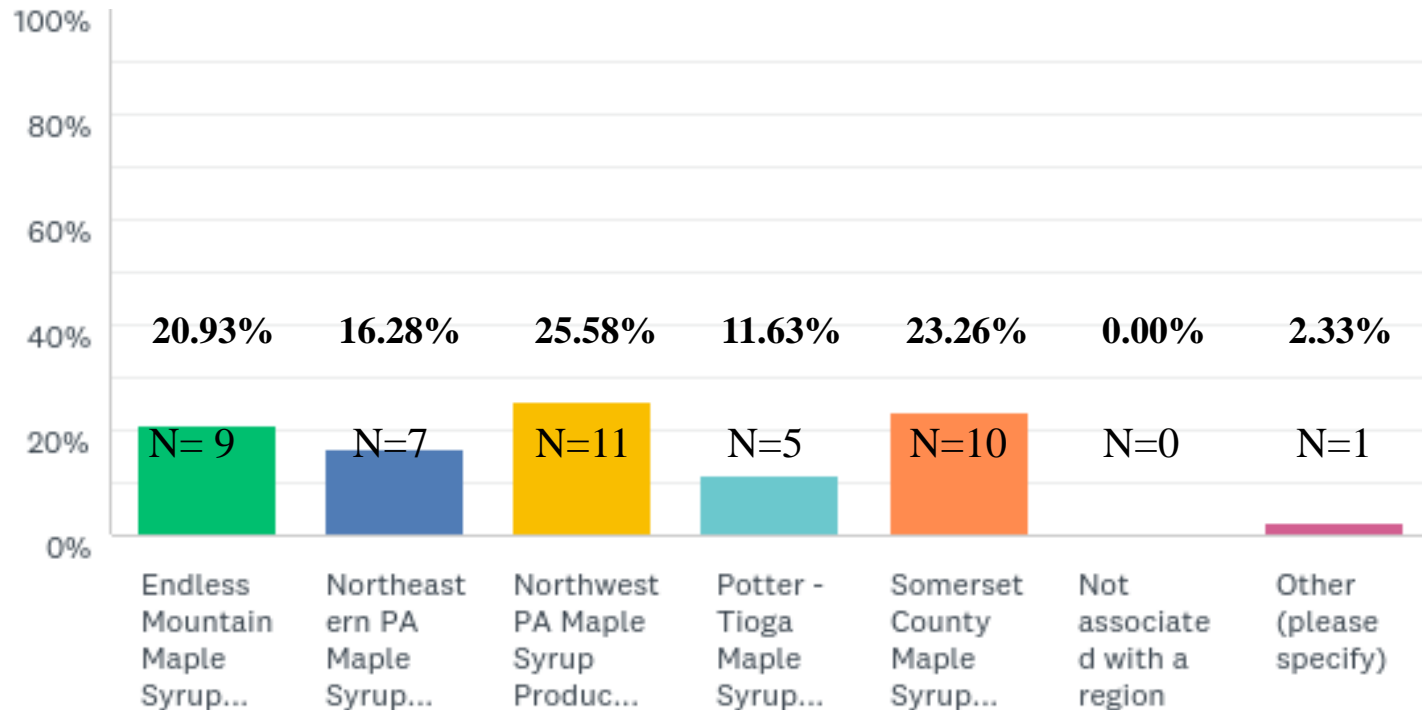 100%
80%
60%
40%
20%
0%
20.93% 16.28% 25.58% 11.63% 23.26% 0.00% 2.33%
N= 9 N=7 N=11 N=5 N=10 N=0 N=1
Endless
Mountain
Maple
Syrup...
Northeast
ern PA
Maple
Syrup...
Northwest
PA Maple
Syrup
Produc...
Potter -
Tioga
Maple
Syrup...
Somerset
County
Maple
Syrup...
Not
associate
d with a
region
Other
(please
specify)